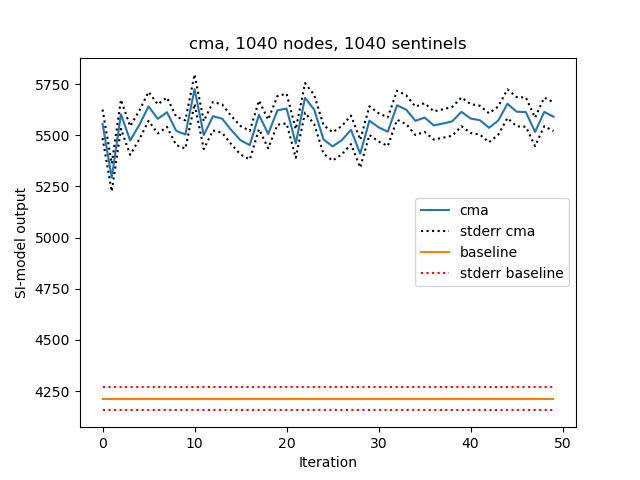 cma, 1040 nodes, 1040 sentinels
SI-model output
5750
5500
5250
5000
4750
4500
4250
cma
stderr cma
baseline
stderr baseline
0 10 20 30 40 50
Iteration